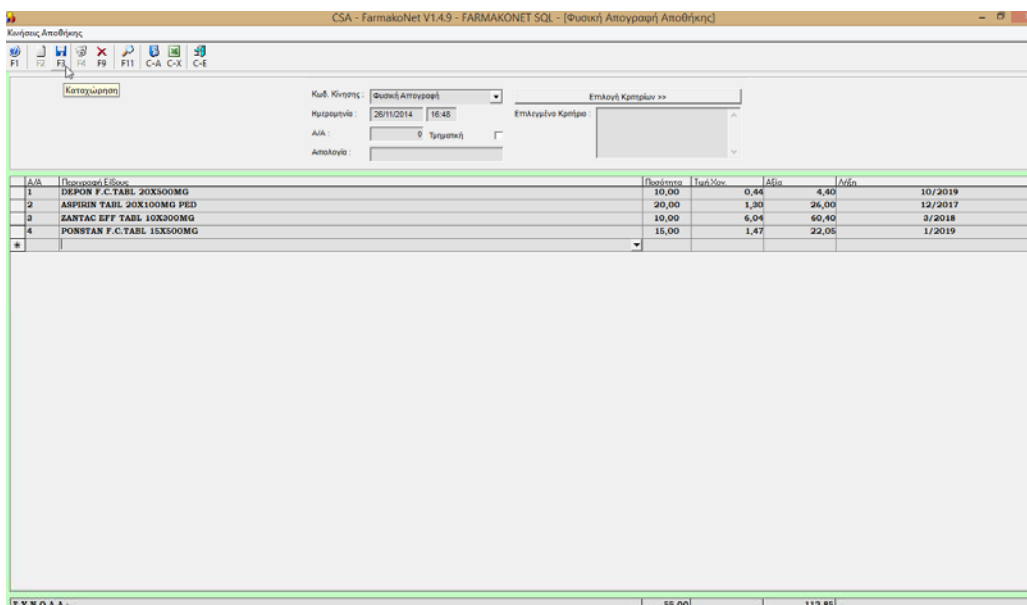 CSA - FarmakoNet V1.4.9 - FARMAKONET SQL - [Φυσική Απογραφή Αποθήκης]
Κινήσεις Αποθήκης
F1 F2 F3 F4 F9 F11 C-A C-X C-E
Καταχώρηση
Κωδ. Κίνησης : Φυσική Απογραφή Επιλογή Κριτηρίων >>
Ημερομηνία : 26/11/2014 16:48 Επιλεγμένα Κριτήρια :
Α/Α : 0 Τμηματική
Αιτιολογία :
Α/Α Περιγραφή Είδους Ποσότητα Τιμή Χον. Αξία Λήξη
1 DEPON F.C.TABL 20X500MG 10,00 0,44 4,40 10/2019
2 ASPIRIN TABL 20X100MG PED 20,00 1,30 26,00 12/2017
3 ZANTAC EFF TABL 10X300MG 10,00 6,04 60,40 3/2018
4 PONSTAN F.C.TABL 15X500MG 15,00 1,47 22,05 1/2019
Σ Υ Ν Ο Λ Α : 55,00 112,85